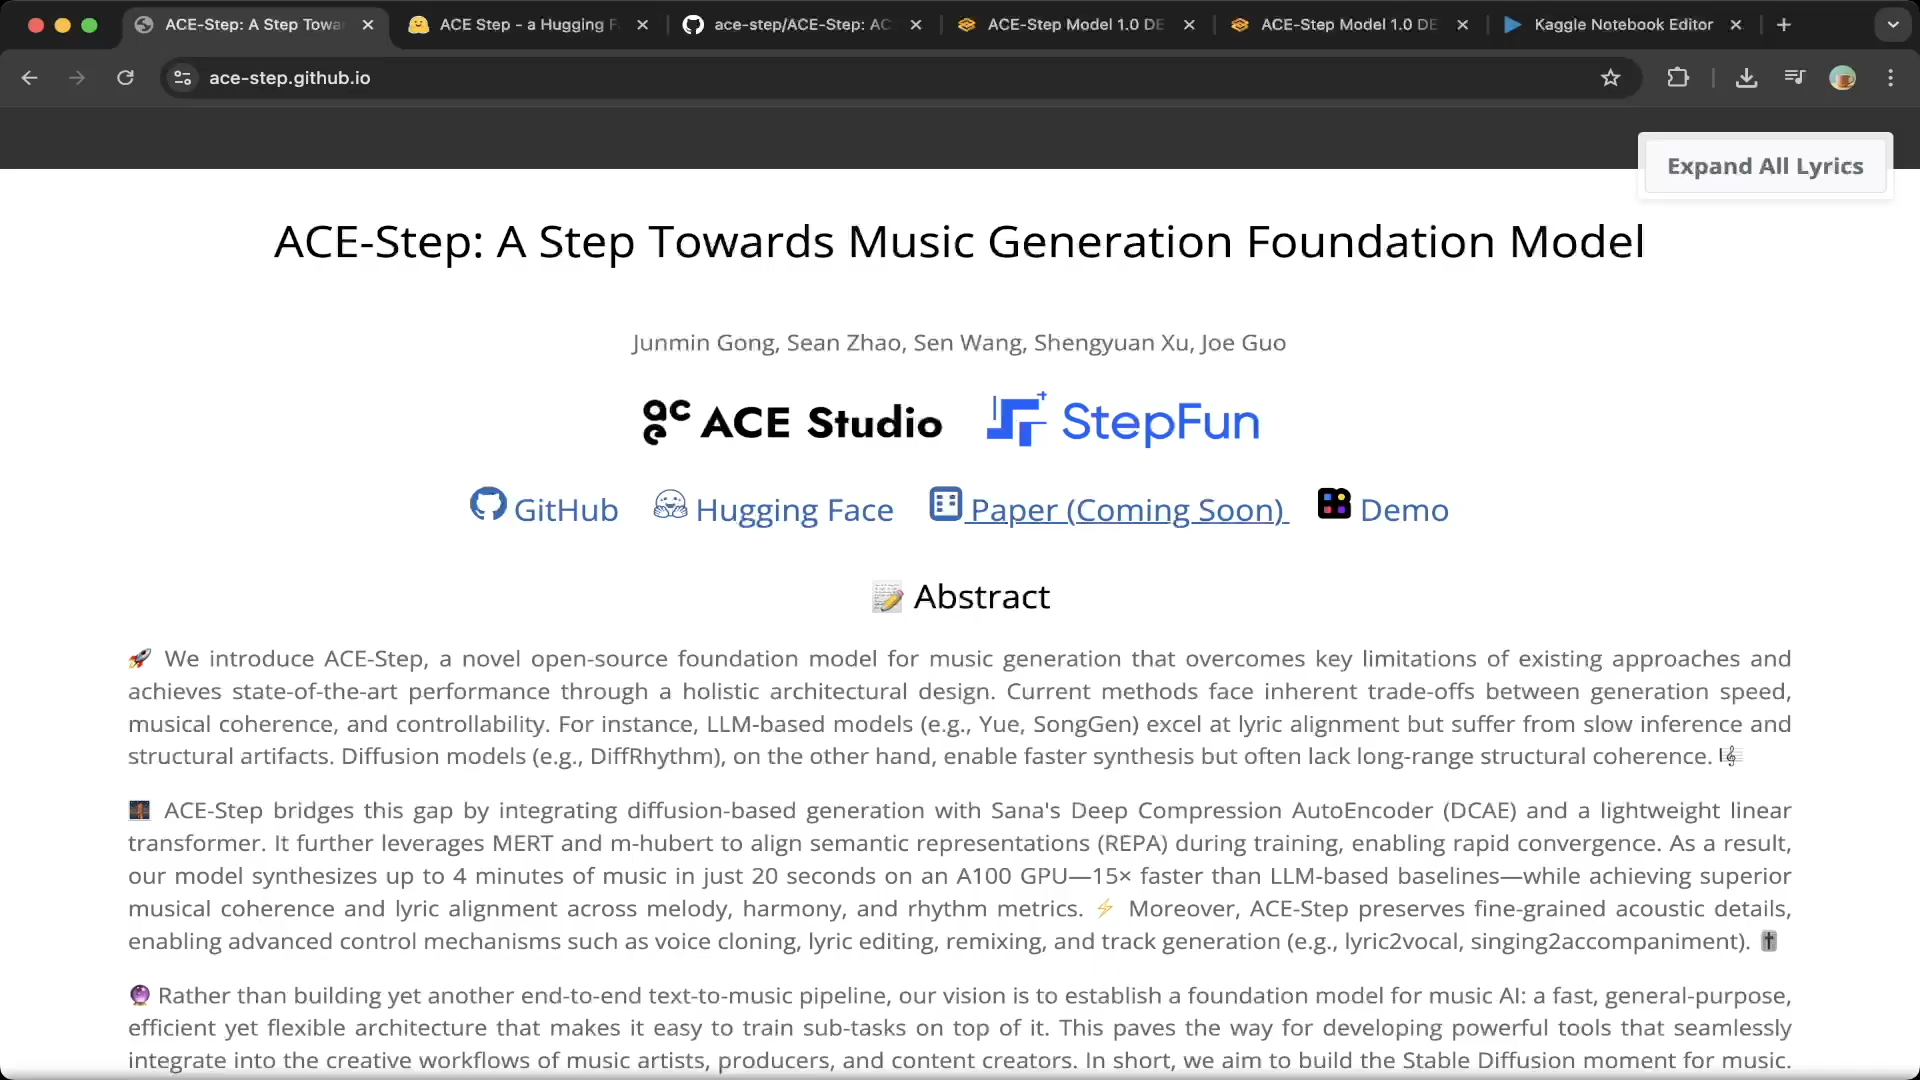 ACE-Step: A Step Towa
ACE Step - a Hugging F
ace-step/ACE-Step: AC
ACE-Step Model 1.0 DE
ACE-Step Model 1.0 DE
Kaggle Notebook Editor
ace-step.github.io
Expand All Lyrics
ACE-Step: A Step Towards Music Generation Foundation Model
Junmin Gong, Sean Zhao, Sen Wang, Shengyuan Xu, Joe Guo
ACE Studio StepFun
GitHub Hugging Face Paper (Coming Soon) Demo
📝 Abstract
🚀 We introduce ACE-Step, a novel open-source foundation model for music generation that overcomes key limitations of existing approaches and
achieves state-of-the-art performance through a holistic architectural design. Current methods face inherent trade-offs between generation speed,
musical coherence, and controllability. For instance, LLM-based models (e.g., Yue, SongGen) excel at lyric alignment but suffer from slow inference and
structural artifacts. Diffusion models (e.g., DiffRhythm), on the other hand, enable faster synthesis but often lack long-range structural coherence. 🎼
🌉 ACE-Step bridges this gap by integrating diffusion-based generation with Sana's Deep Compression AutoEncoder (DCAE) and a lightweight linear
transformer. It further leverages MERT and m-hubert to align semantic representations (REPA) during training, enabling rapid convergence. As a result,
our model synthesizes up to 4 minutes of music in just 20 seconds on an A100 GPU—15× faster than LLM-based baselines—while achieving superior
musical coherence and lyric alignment across melody, harmony, and rhythm metrics. ⚡ Moreover, ACE-Step preserves fine-grained acoustic details,
enabling advanced control mechanisms such as voice cloning, lyric editing, remixing, and track generation (e.g., lyric2vocal, singing2accompaniment). 🎚️
🔮 Rather than building yet another end-to-end text-to-music pipeline, our vision is to establish a foundation model for music AI: a fast, general-purpose,
efficient yet flexible architecture that makes it easy to train sub-tasks on top of it. This paves the way for developing powerful tools that seamlessly
integrate into the creative workflows of music artists, producers, and content creators. In short, we aim to build the Stable Diffusion moment for music.